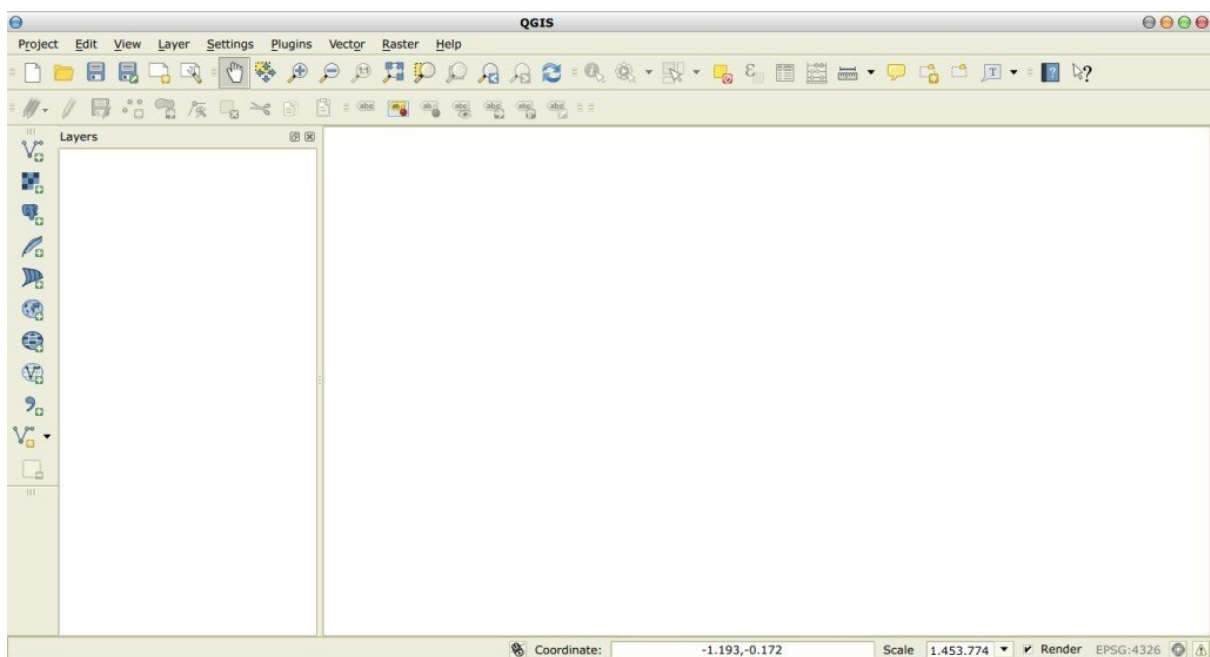 QGIS
Project Edit View Layer Settings Plugins Vector Raster Help
Layers
Coordinate: -1.193,-0.172 Scale 1.453.774 Render EPSG:4326